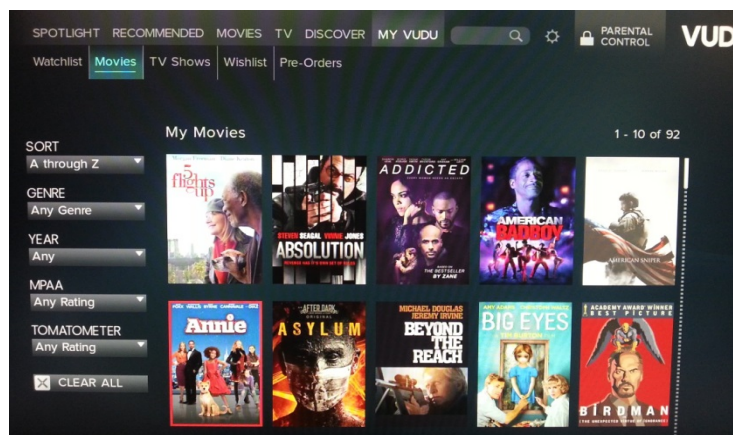 SPOTLIGHT RECOMMENDED MOVIES TV DISCOVER MY VUDU
PARENTAL CONTROL
VUD
Watchlist Movies TV Shows Wishlist Pre-Orders
My Movies
1 - 10 of 92
SORT
A through Z
GENRE
Any Genre
YEAR
Any
MPAA
Any Rating
TOMATOMETER
Any Rating
CLEAR ALL
5
flights
up
STEVEN SEAGAL VINNIE JONES
ABSOLUTION
ADDICTED
BASED ON
THE BESTSELLER
BY ZANE
AMERICAN
BADBOY
AMERICAN SNIPER
Annie
AFTER DARK
ASYLUM
MICHAEL DOUGLAS
JEREMY IRVINE
BEYOND
THE
REACH
BIG EYES
ACADEMY AWARD WINNER
BEST PICTURE
BIRDMAN